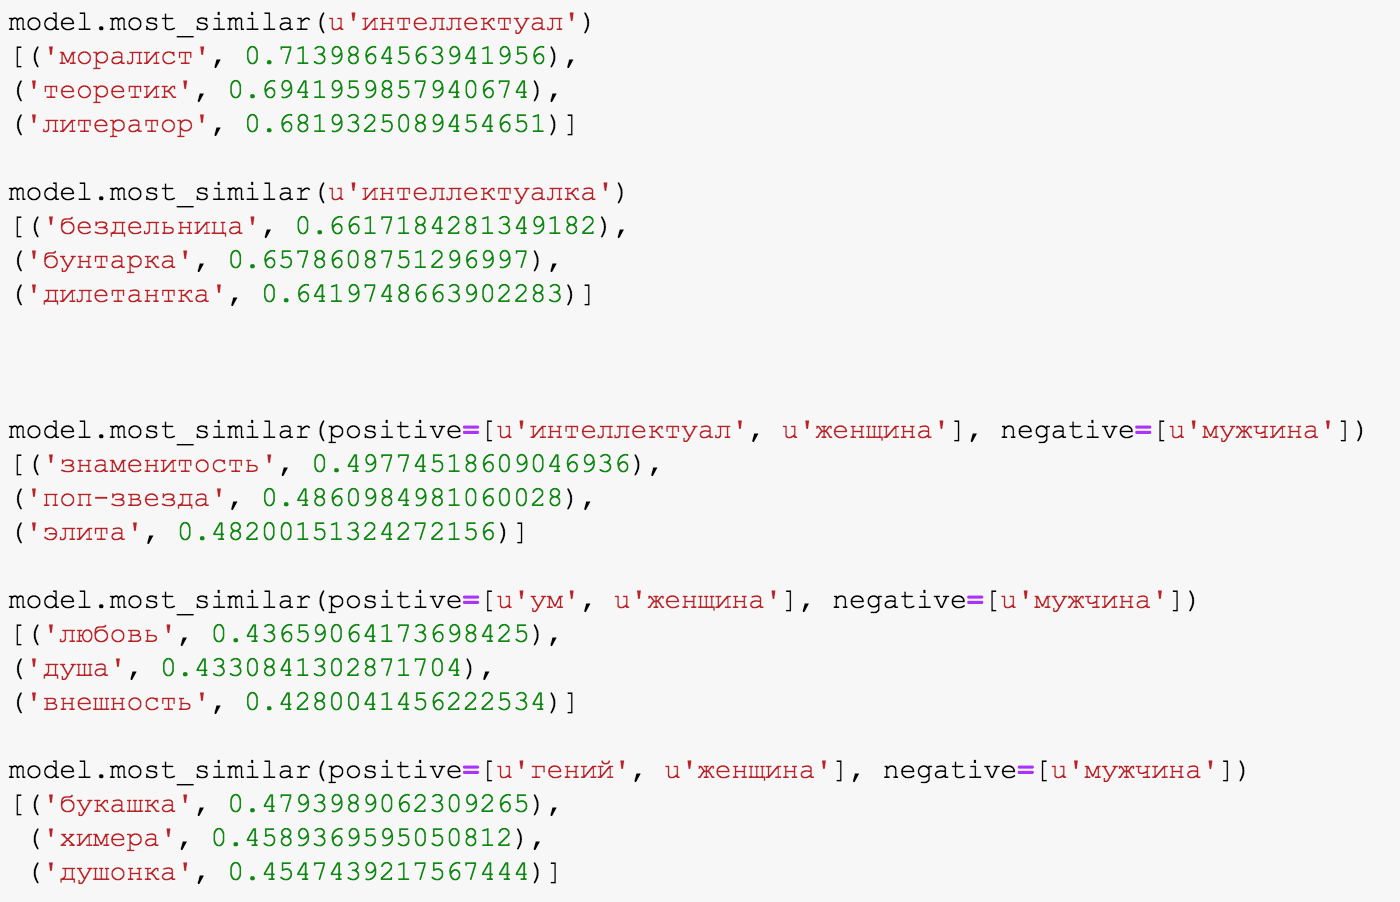 model.most_similar(u'интеллектуал')
[('моралист', 0.7139864563941956),
('теоретик', 0.6941959857940674),
('литератор', 0.6819325089454651)]
model.most_similar(u'интеллектуалка')
[('бездельница', 0.6617184281349182),
('бунтарка', 0.6578608751296997),
('дилетантка', 0.6419748663902283)]
model.most_similar(positive=[u'интеллектуал', u'женщина'], negative=[u'мужчина'])
[('знаменитость', 0.49774518609046936),
('поп-звезда', 0.4860984981060028),
('элита', 0.48200151324272156)]
model.most_similar(positive=[u'ум', u'женщина'], negative=[u'мужчина'])
[('любовь', 0.43659064173698425),
('душа', 0.4330841302871704),
('внешность', 0.4280041456222534)]
model.most_similar(positive=[u'гений', u'женщина'], negative=[u'мужчина'])
[('букашка', 0.4793989062309265),
 ('химера', 0.4589369595050812),
 ('душонка', 0.4547439217567444)]